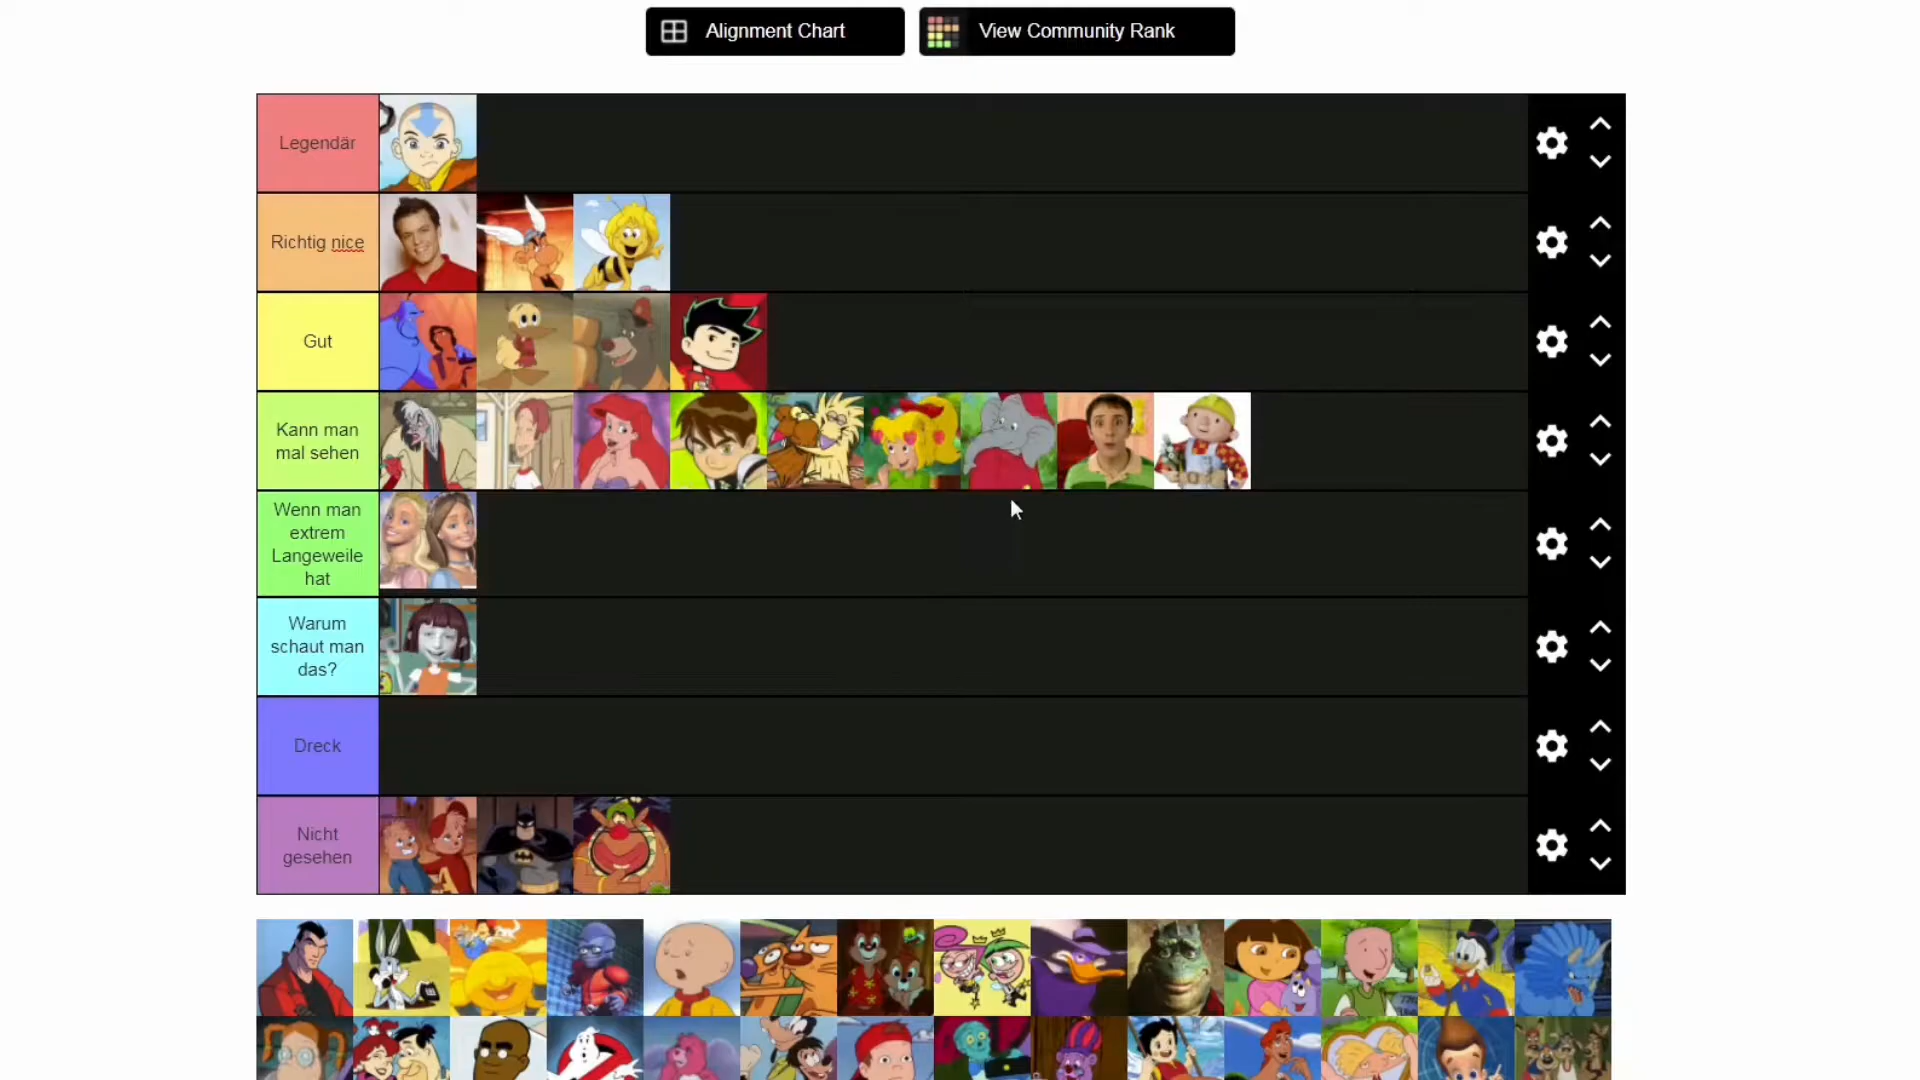 Alignment Chart
View Community Rank
Legendär
Richtig nice
Gut
Kann man
mal sehen
Wenn man
extrem
Langeweile
hat
Warum
schaut man
das?
Dreck
Nicht
gesehen